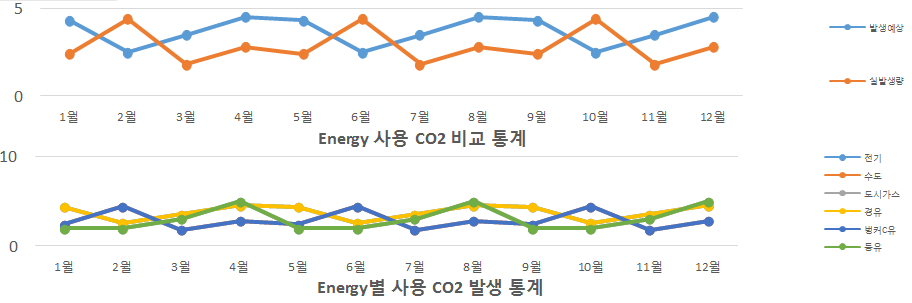 5
발생예상
실발생량
0
1월 2월 3월 4월 5월 6월 7월 8월 9월 10월 11월 12월
Energy 사용 CO2 비교 통계
10
전기
수도
도시가스
경유
벙커C유
등유
0
1월 2월 3월 4월 5월 6월 7월 8월 9월 10월 11월 12월
Energy별 사용 CO2 발생 통계